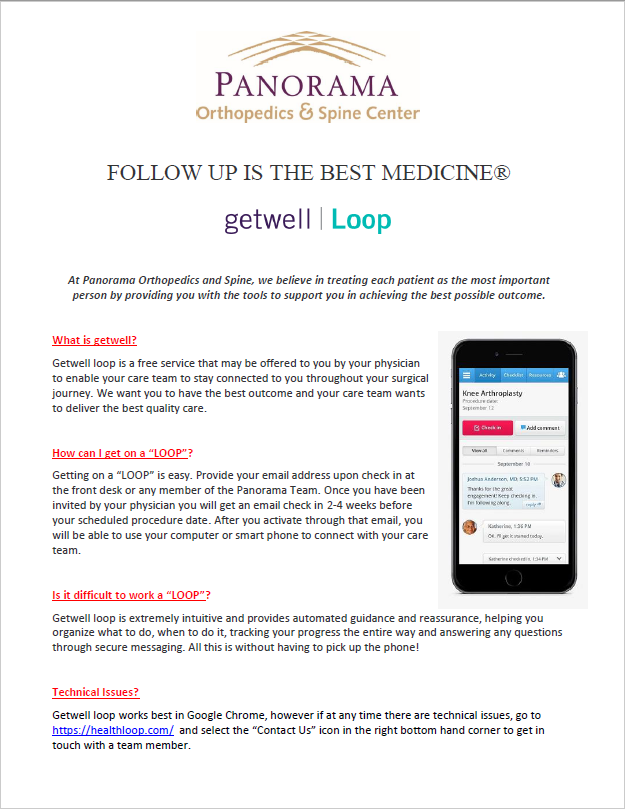 PANORAMA
Orthopedics & Spine Center
FOLLOW UP IS THE BEST MEDICINE®
getwell | Loop
At Panorama Orthopedics and Spine, we believe in treating each patient as the most important
person by providing you with the tools to support you in achieving the best possible outcome.
What is getwell?
Getwell loop is a free service that may be offered to you by your physician
to enable your care team to stay connected to you throughout your surgical
journey. We want you to have the best outcome and your care team wants
to deliver the best quality care.
How can I get on a “LOOP”?
Getting on a “LOOP” is easy. Provide your email address upon check in at
the front desk or any member of the Panorama Team. Once you have been
invited by your physician you will get an email check in 2-4 weeks before
your scheduled procedure date. After you activate through that email, you
will be able to use your computer or smart phone to connect with your care
team.
Activity Checklist Resources
Knee Arthroplasty
Procedure date:
September 12
Check in Add comment
View all Comments Reminders
September 10
Joshua Anderson, MD, 5:52 PM:
Thanks for the great
engagement! Keep checking in.
I'm following along.
reply
Katherine, 1:36 PM
OK. I'll get it trained today.
Katherine checked in, 1:34 PM
Is it difficult to work a “LOOP”?
Getwell loop is extremely intuitive and provides automated guidance and reassurance, helping you
organize what to do, when to do it, tracking your progress the entire way and answering any questions
through secure messaging. All this is without having to pick up the phone!
Technical Issues?
Getwell loop works best in Google Chrome, however if at any time there are technical issues, go to
https://healthloop.com/ and select the “Contact Us” icon in the right bottom hand corner to get in
touch with a team member.